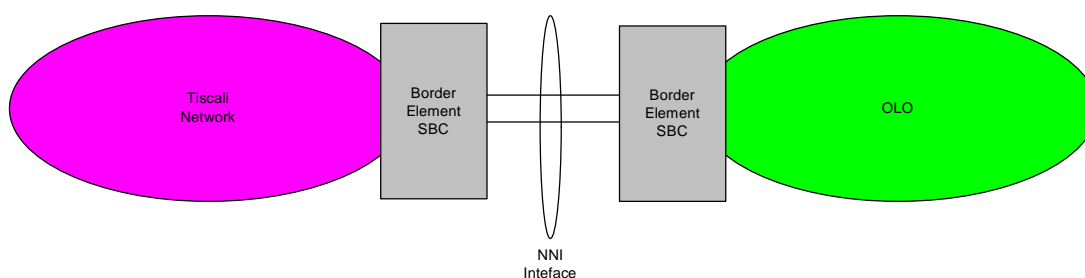 Tiscali
Network
Border
Element
SBC
Border
Element
SBC
OLO
NNI
Inteface